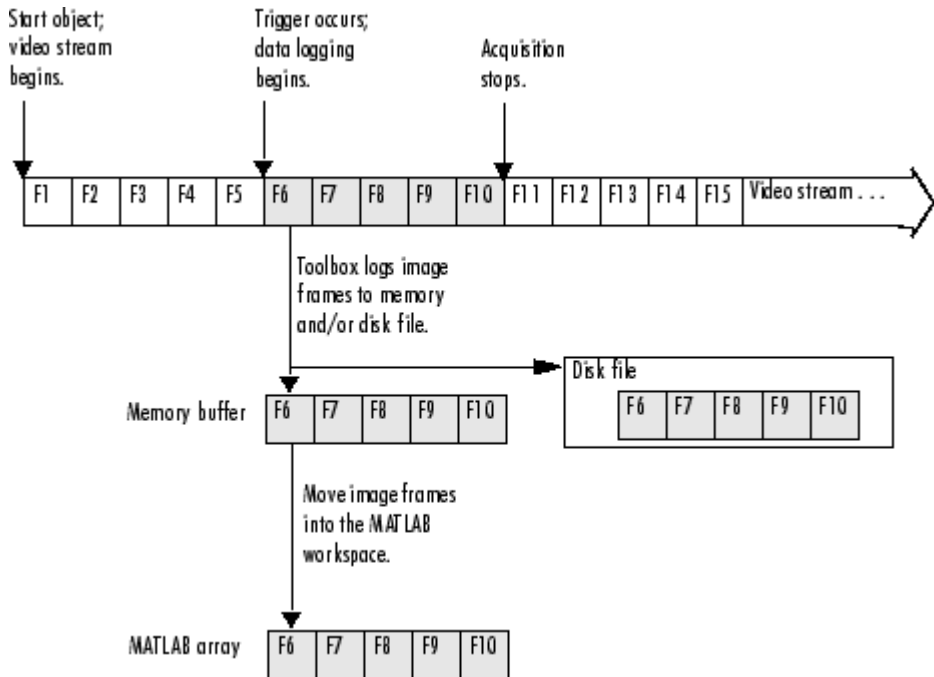 Start object;
video stream
begins.
Trigger occurs;
data logging
begins.
Acquisition
stops.
F1 F2 F3 F4 F5 F6 F7 F8 F9 F10 F11 F12 F13 F14 F15 Video stream . . .
Toolbox logs image
frames to memory
and/or disk file.
Disk file
F6 F7 F8 F9 F10
Memory buffer F6 F7 F8 F9 F10
Move image frames
into the MATLAB
workspace.
MATLAB array F6 F7 F8 F9 F10